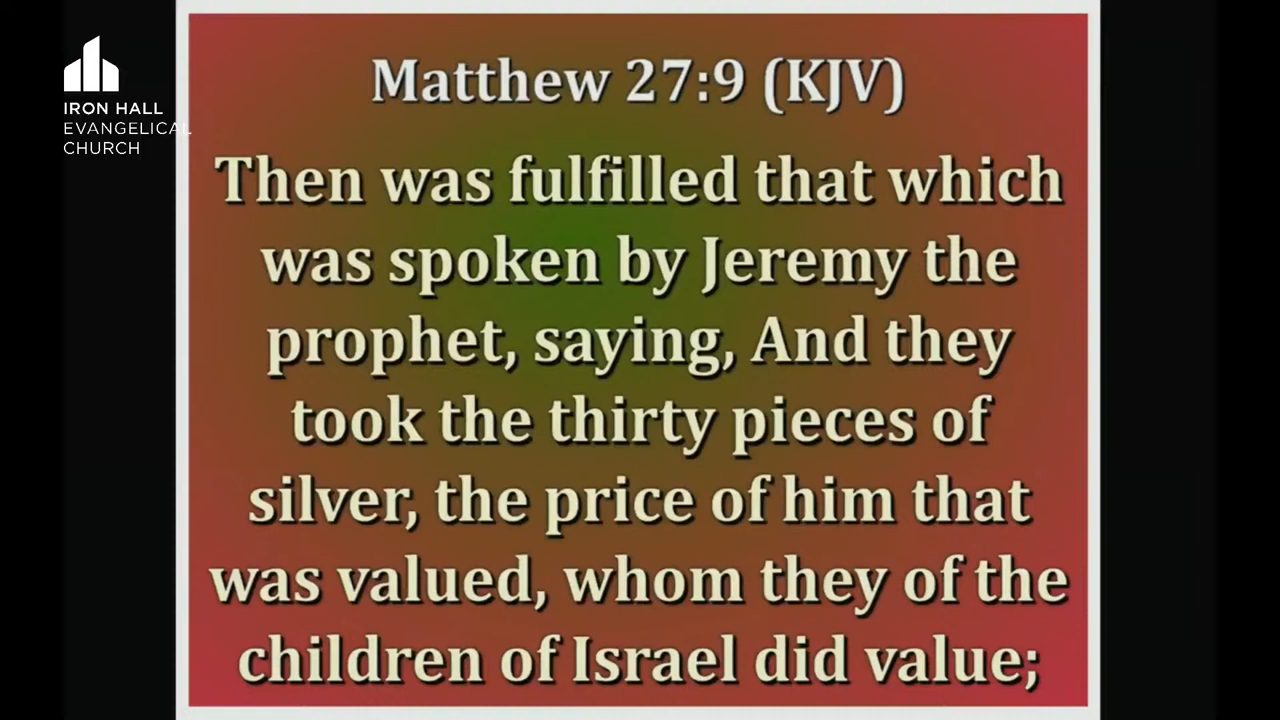 IRON HALL
EVANGELICAL
CHURCH
Matthew 27:9 (KJV)
Then was fulfilled that which
was spoken by Jeremy the
prophet, saying, And they
took the thirty pieces of
silver, the price of him that
was valued, whom they of the
children of Israel did value;